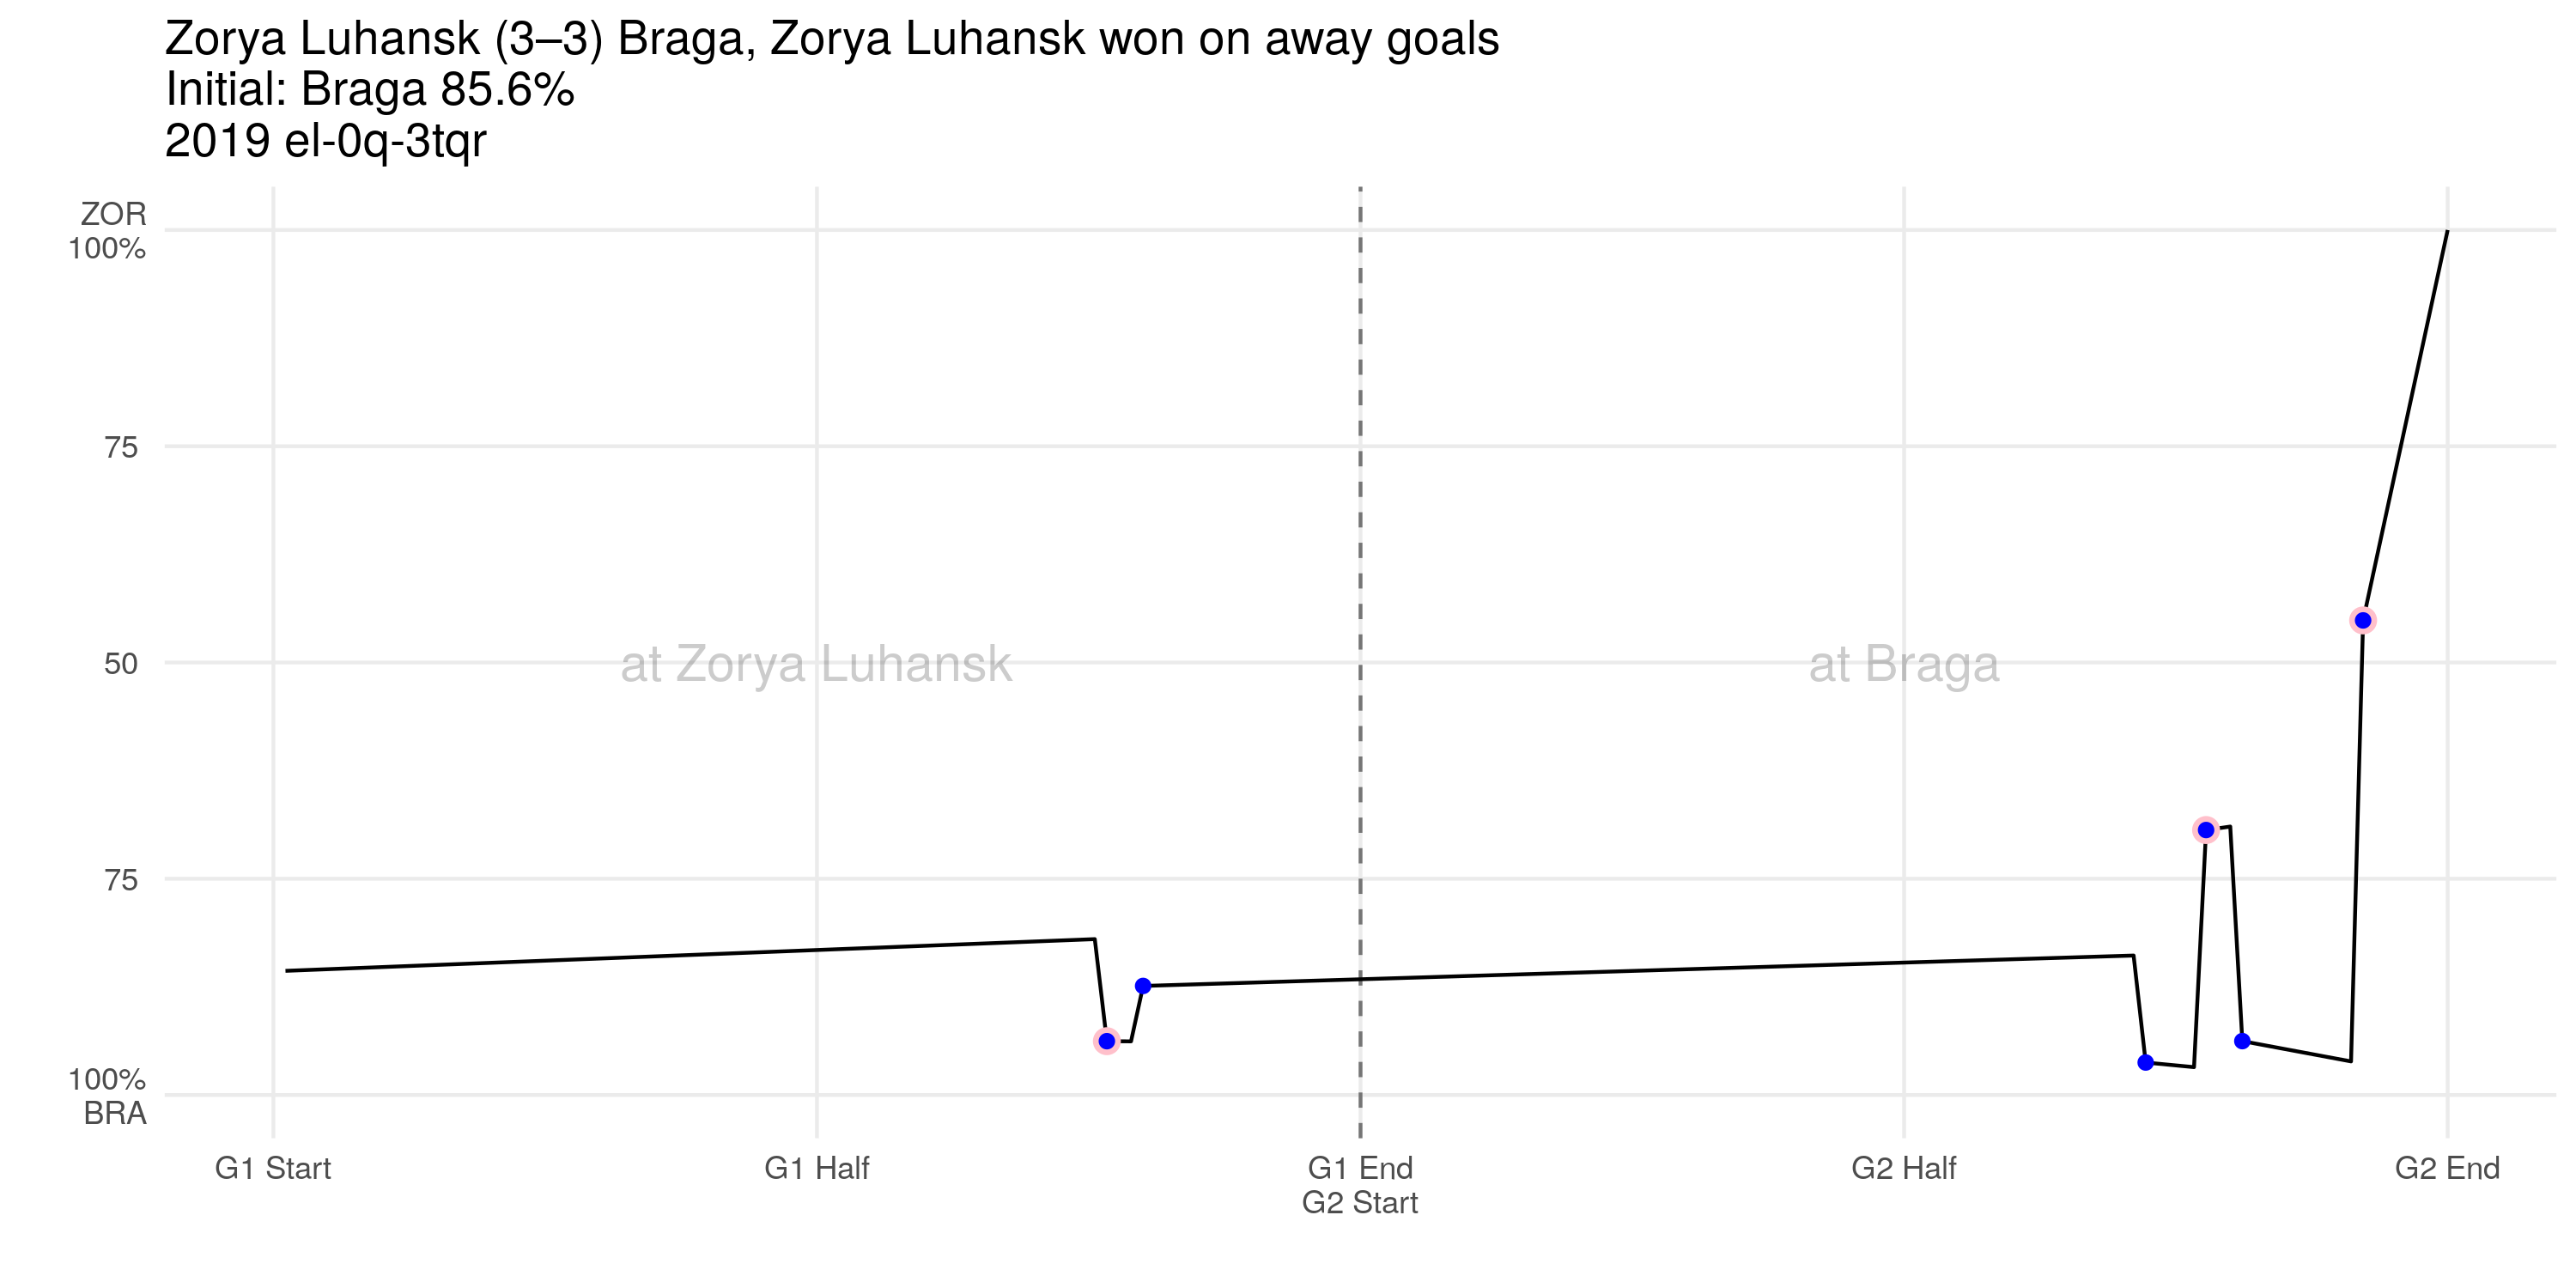 Zorya Luhansk (3–3) Braga, Zorya Luhansk won on away goals
Initial: Braga 85.6%
2019 el-0q-3tqr
ZOR
100%
75
50
75
100%
BRA
at Zorya Luhansk
at Braga
G1 Start
G1 Half
G1 End
G2 Start
G2 Half
G2 End